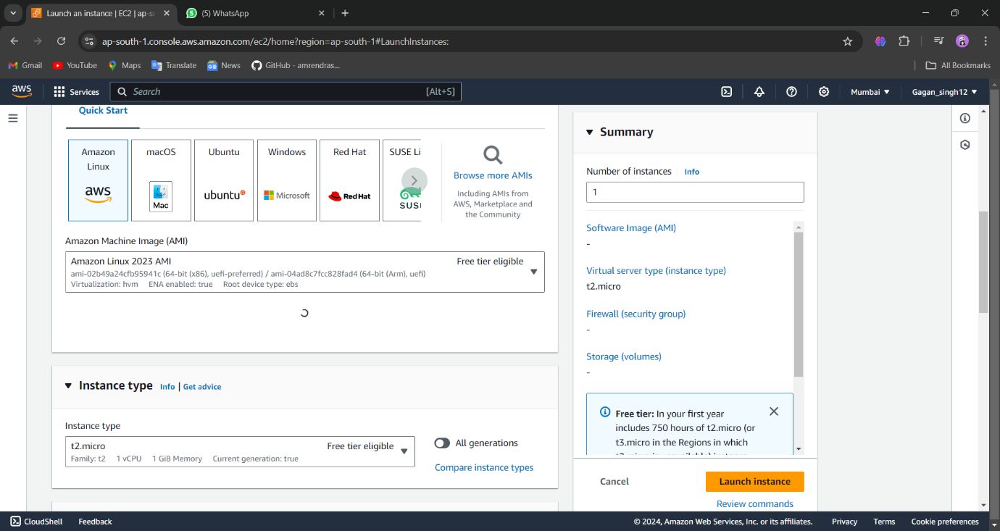 Launch an instance | EC2 | ap-so
(5) WhatsApp
ap-south-1.console.aws.amazon.com/ec2/home?region=ap-south-1#LaunchInstances:
Gmail
YouTube
Maps
Translate
News
GitHub - amrendras...
All Bookmarks
aws
Services
Search
[Alt+S]
Mumbai
Gagan_singh12
Quick Start
Amazon
Linux
aws
macOS
Mac
Ubuntu
ubuntu
Windows
Microsoft
Red Hat
Red Hat
SUSE Li
SUS
Browse more AMIs
Including AMIs from
AWS, Marketplace and
the Community
Amazon Machine Image (AMI)
Amazon Linux 2023 AMI
Free tier eligible
ami-02b49a24cfb95941c (64-bit (x86), uefi-preferred) / ami-04ad8c7fcc828fad4 (64-bit (Arm), uefi)
Virtualization: hvm ENA enabled: true Root device type: ebs
Instance type Info | Get advice
Instance type
t2.micro
Free tier eligible
Family: t2 1 vCPU 1 GiB Memory Current generation: true
All generations
Compare instance types
Summary
Number of instances Info
1
Software Image (AMI)
-
Virtual server type (instance type)
t2.micro
Firewall (security group)
-
Storage (volumes)
-
Free tier: In your first year
includes 750 hours of t2.micro (or
t3.micro in the Regions in which
Cancel
Launch instance
Review commands
CloudShell
Feedback
© 2024, Amazon Web Services, Inc. or its affiliates.
Privacy
Terms
Cookie preferences